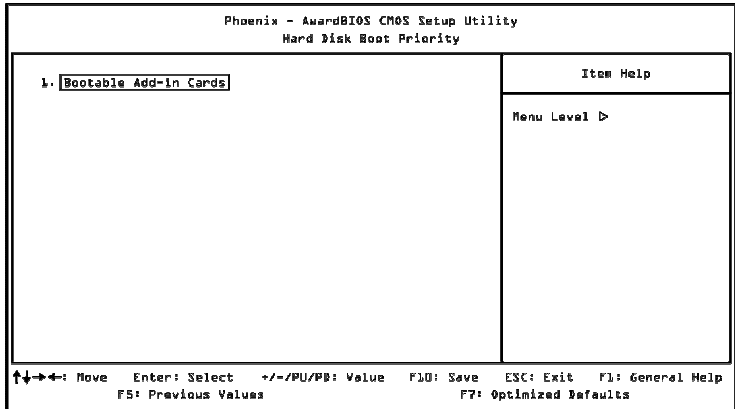 Phoenix - AwardBIOS CMOS Setup Utility
Hard Disk Boot Priority
1. Bootable Add-in Cards
Item Help
Menu Level ▷
↑↓→←: Move Enter: Select +/-/PU/PD: Value F10: Save ESC: Exit F1: General Help
F5: Previous Values F7: Optimized Defaults